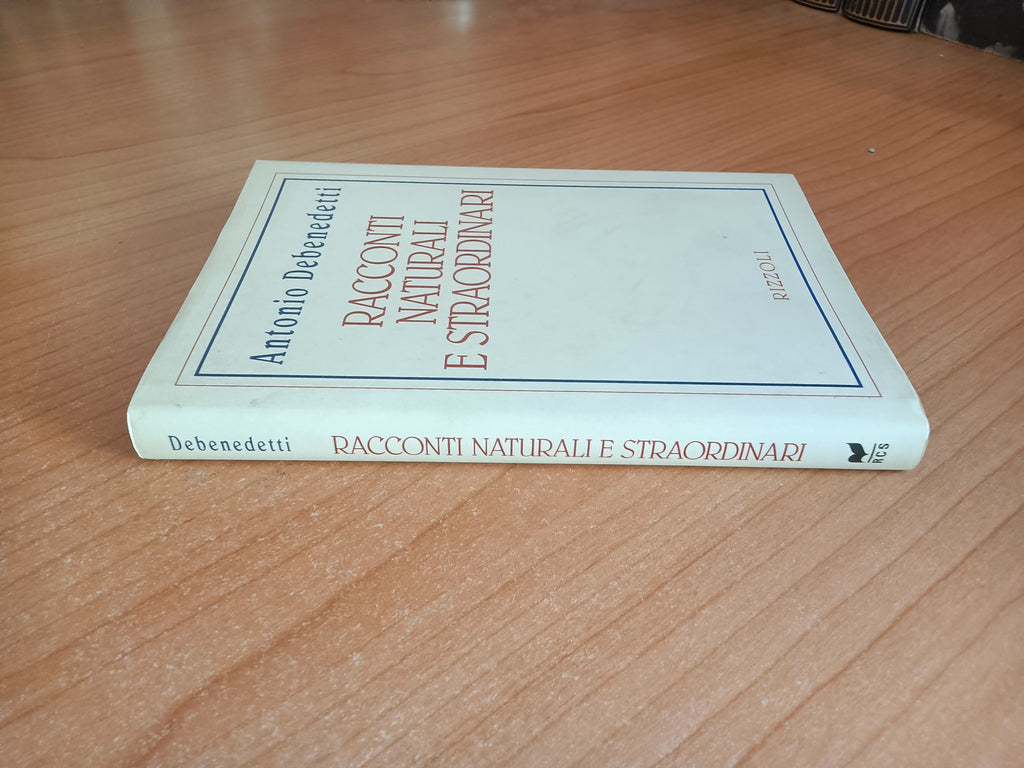 Antonio Debenedetti
RACCONTI
NATURALI
E STRAORDINARI
RIZZOLI
Debenedetti RACCONTI NATURALI E STRAORDINARI RCS